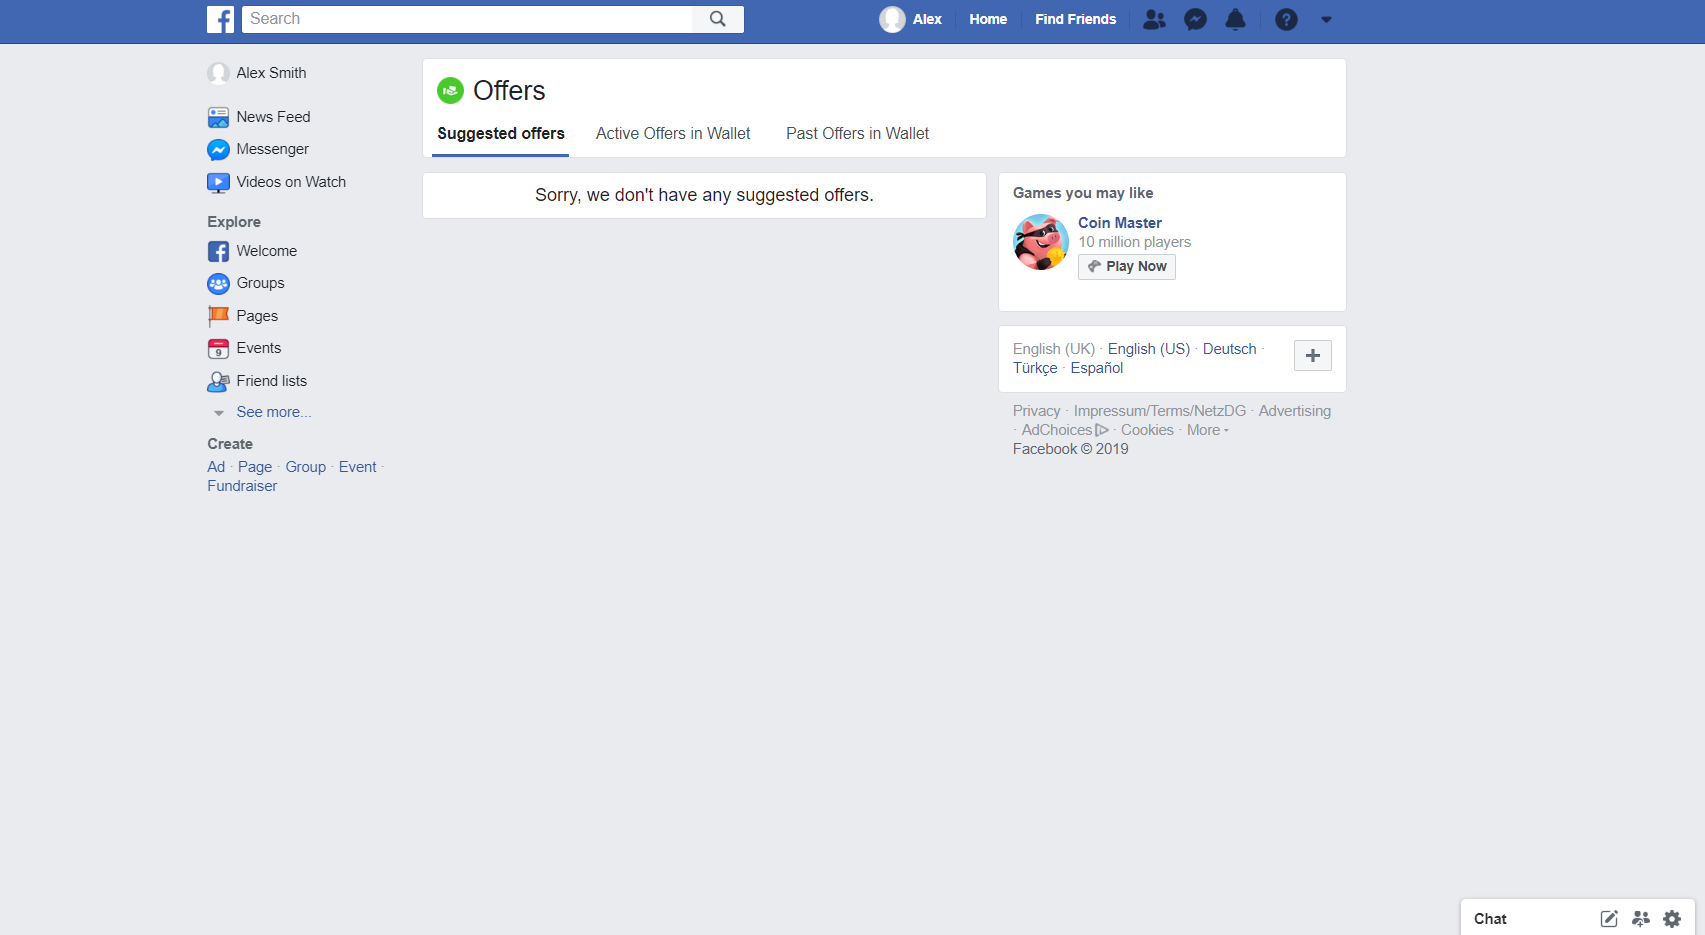 Search
Alex
Home
Find Friends
Alex Smith
News Feed
Messenger
Videos on Watch
Explore
Welcome
Groups
Pages
9
Events
Friend lists
See more...
Create
Ad · Page · Group · Event ·
Fundraiser
Offers
Suggested offers
Active Offers in Wallet
Past Offers in Wallet
Sorry, we don't have any suggested offers.
Games you may like
Coin Master
10 million players
Play Now
English (UK) · English (US) · Deutsch ·
Türkçe · Español
Privacy · Impressum/Terms/NetzDG · Advertising
· AdChoices · Cookies · More
Facebook © 2019
Chat